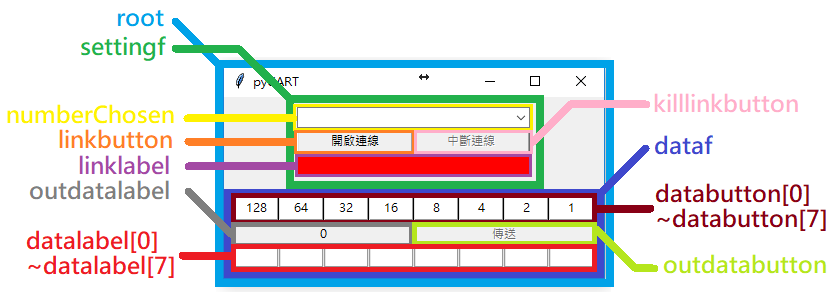 root
settingf
pyUART
numberChosen
killlinkbutton
linkbutton
開啟連線
中斷連線
dataf
linklabel
outdatalabel
databutton[0]
~databutton[7]
128 64 32 16 8 4 2 1
datalabel[0]
~datalabel[7]
0
傳送
outdatabutton